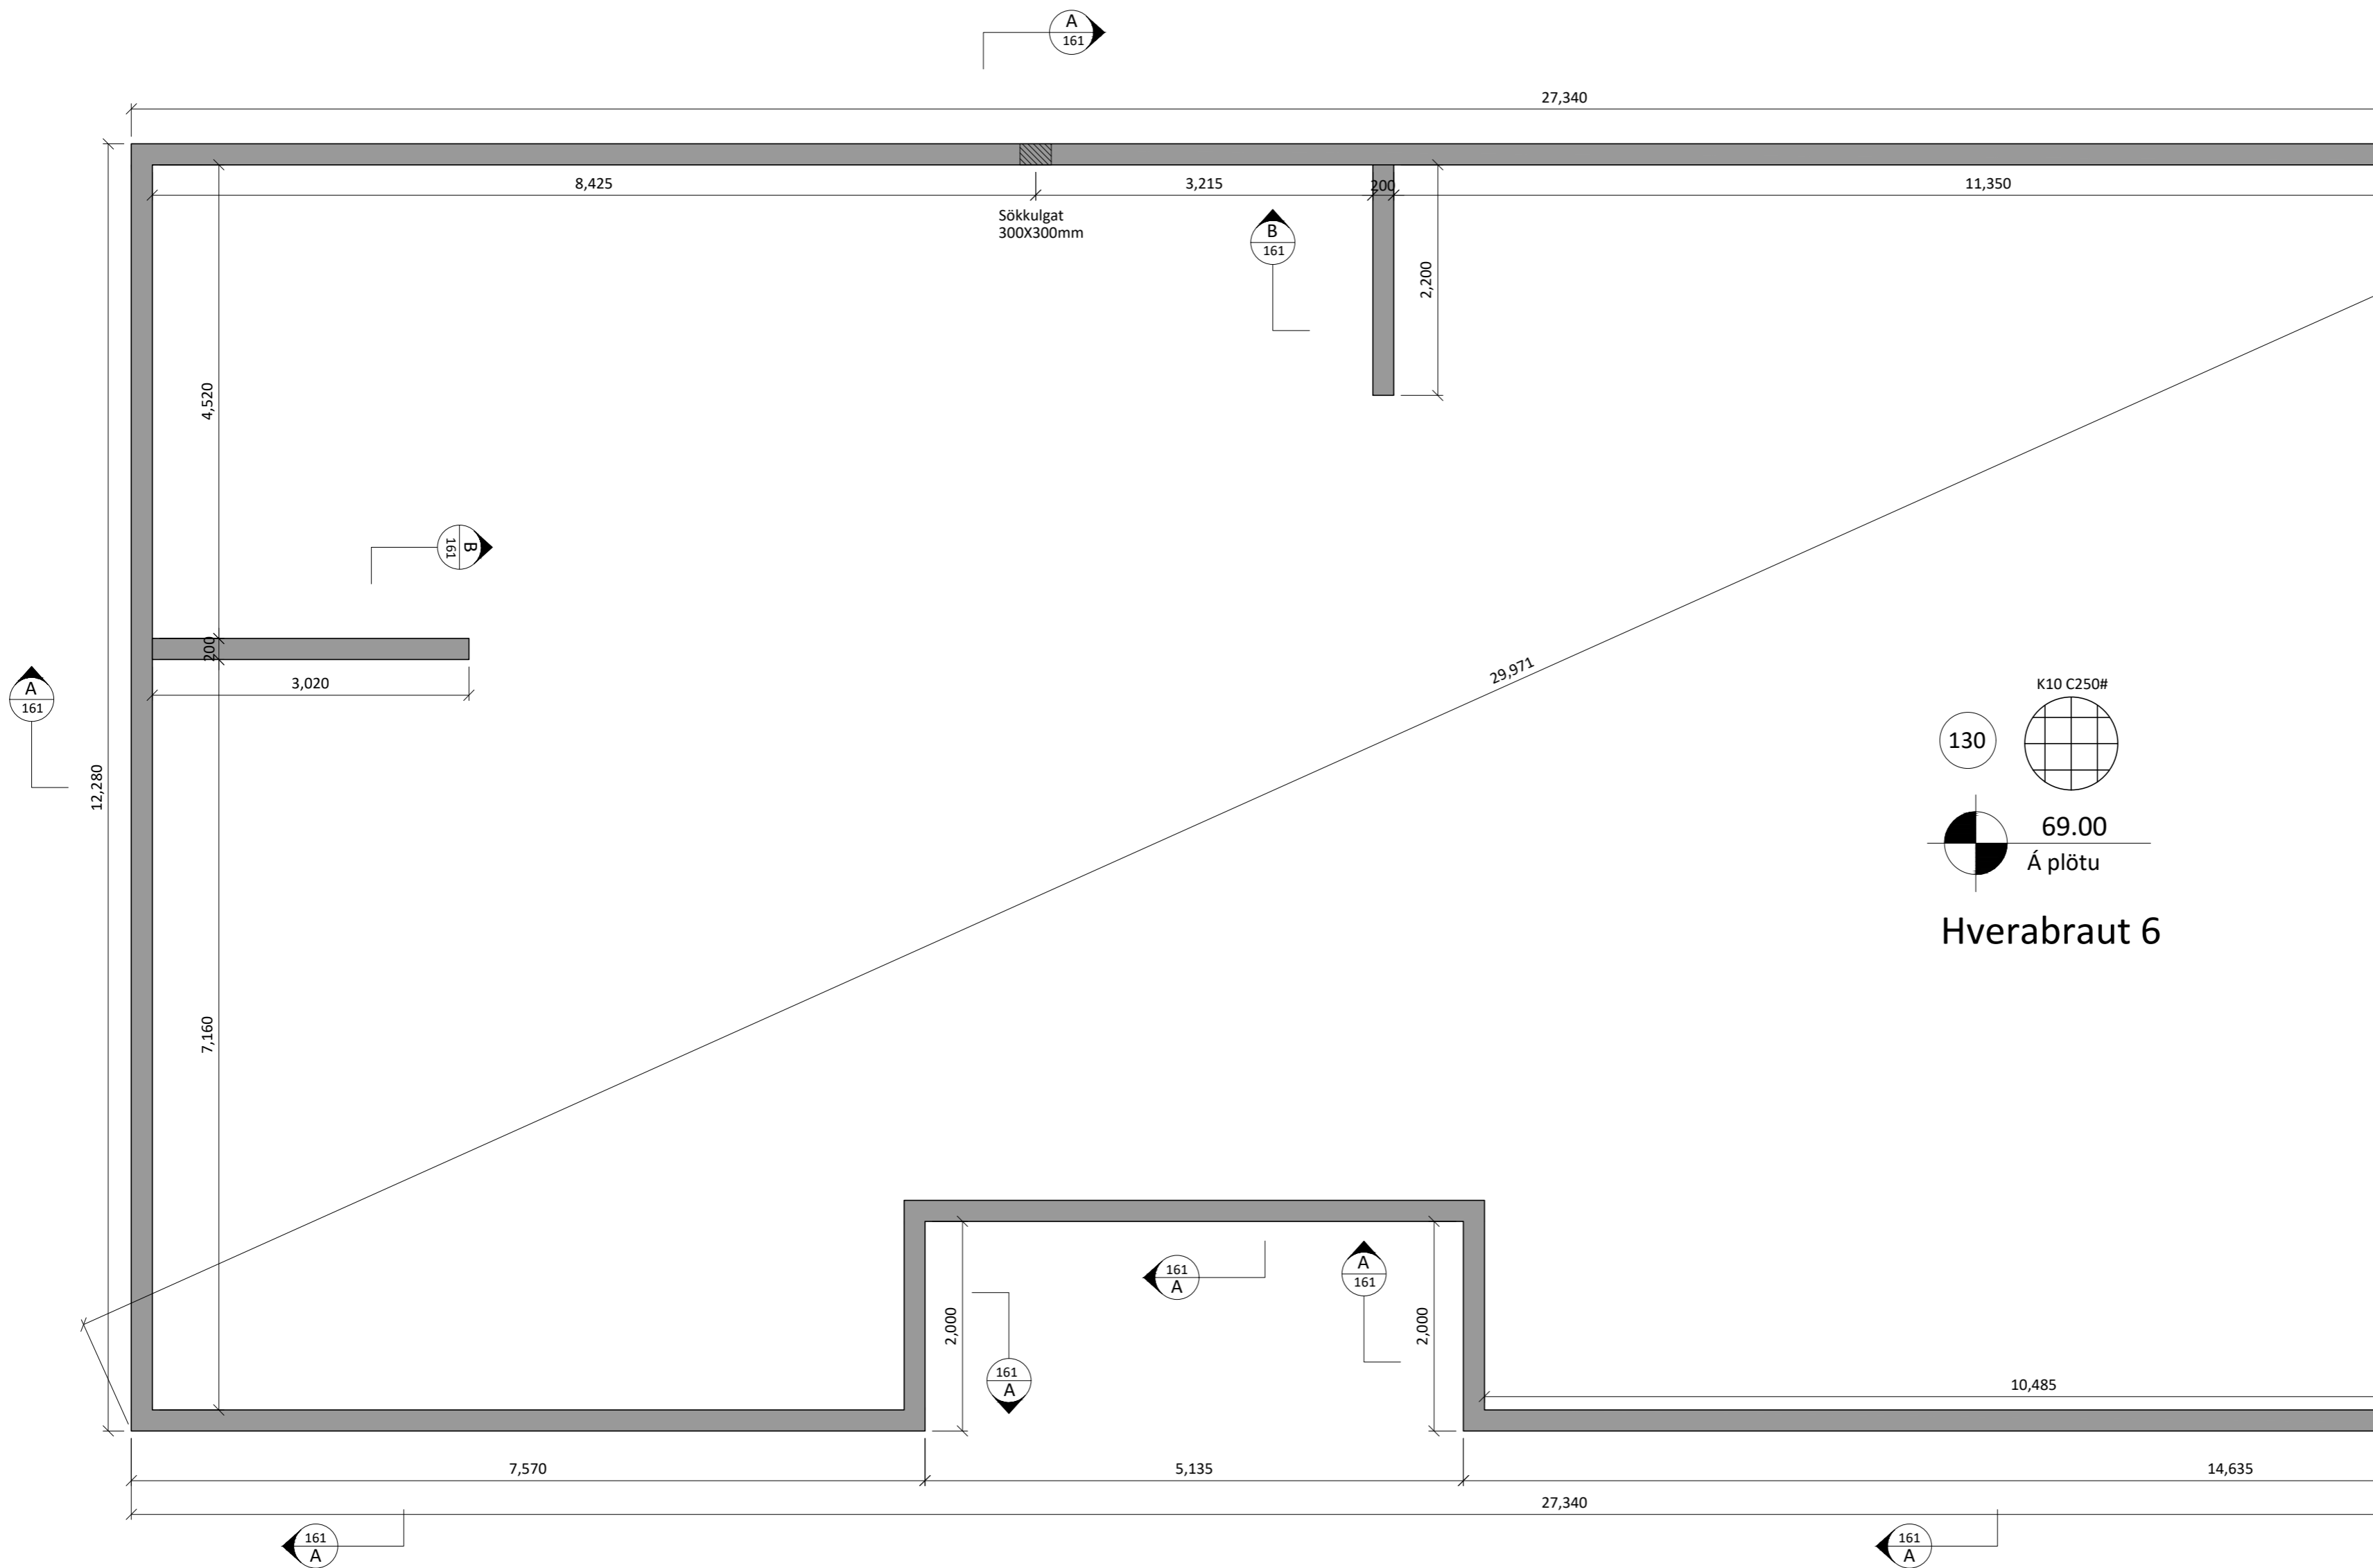 A
161
27,340
8,425
3,215
200
11,350
Sökkulgat
300X300mm
B
161
2,200
4,520
B
161
200
3,020
A
161
12,280
29,971
K10 C250#
130
69.00
Á plötu
Hverabraut 6
7,160
161
A
A
161
2,000
2,000
161
A
10,485
7,570
5,135
14,635
27,340
161
A
161
A